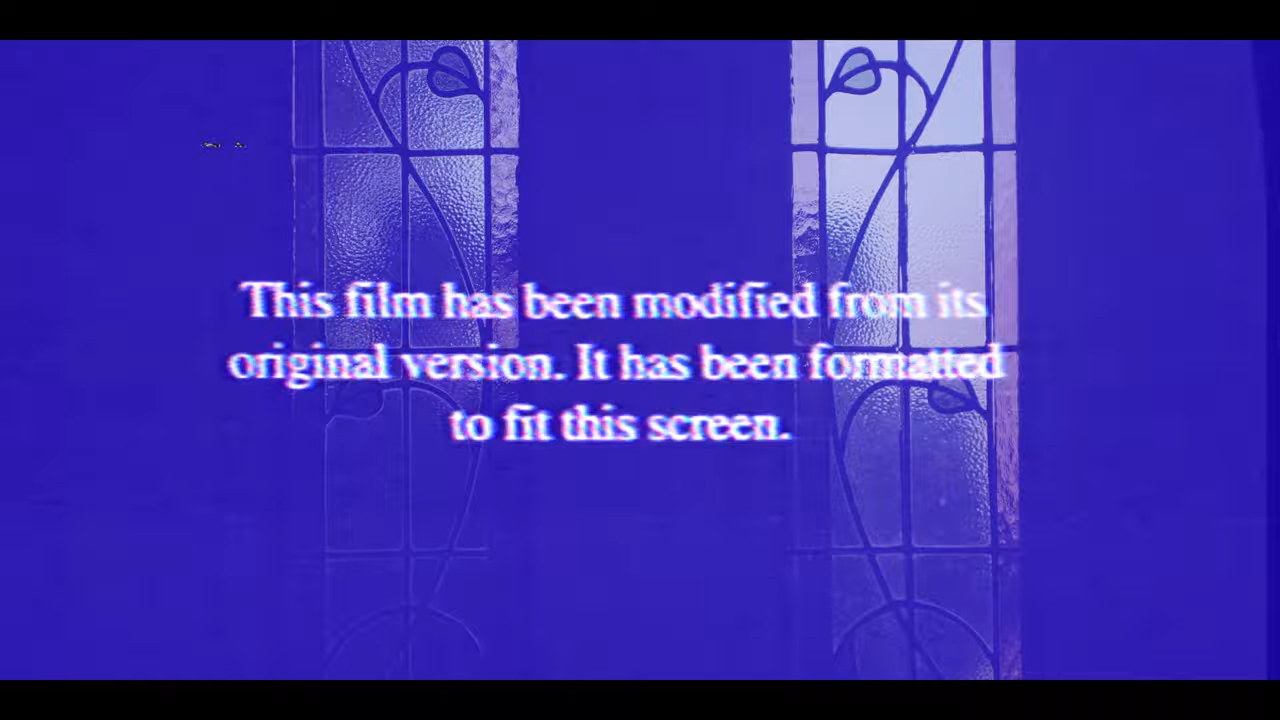 This film has been modified from its
original version. It has been formatted
to fit this screen.